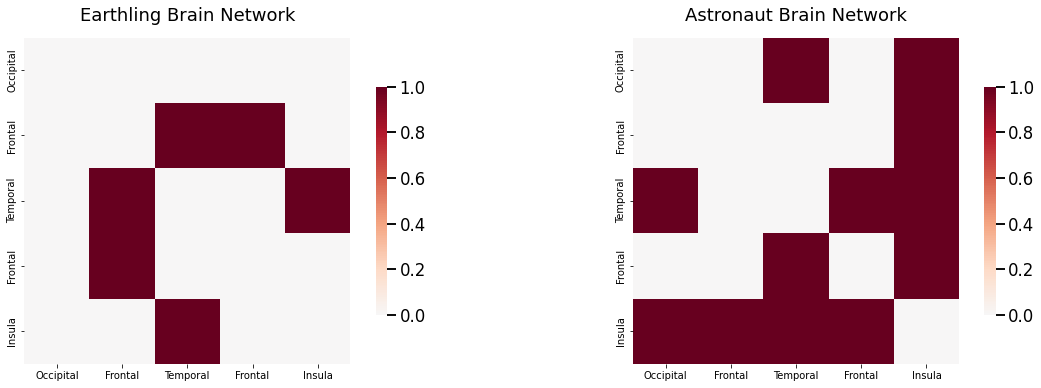 Earthling Brain Network
Astronaut Brain Network
Occipital
Frontal
Temporal
Frontal
Insula
Occipital Frontal Temporal Frontal Insula
1.0
0.8
0.6
0.4
0.2
0.0
Occipital
Frontal
Temporal
Frontal
Insula
Occipital Frontal Temporal Frontal Insula
1.0
0.8
0.6
0.4
0.2
0.0